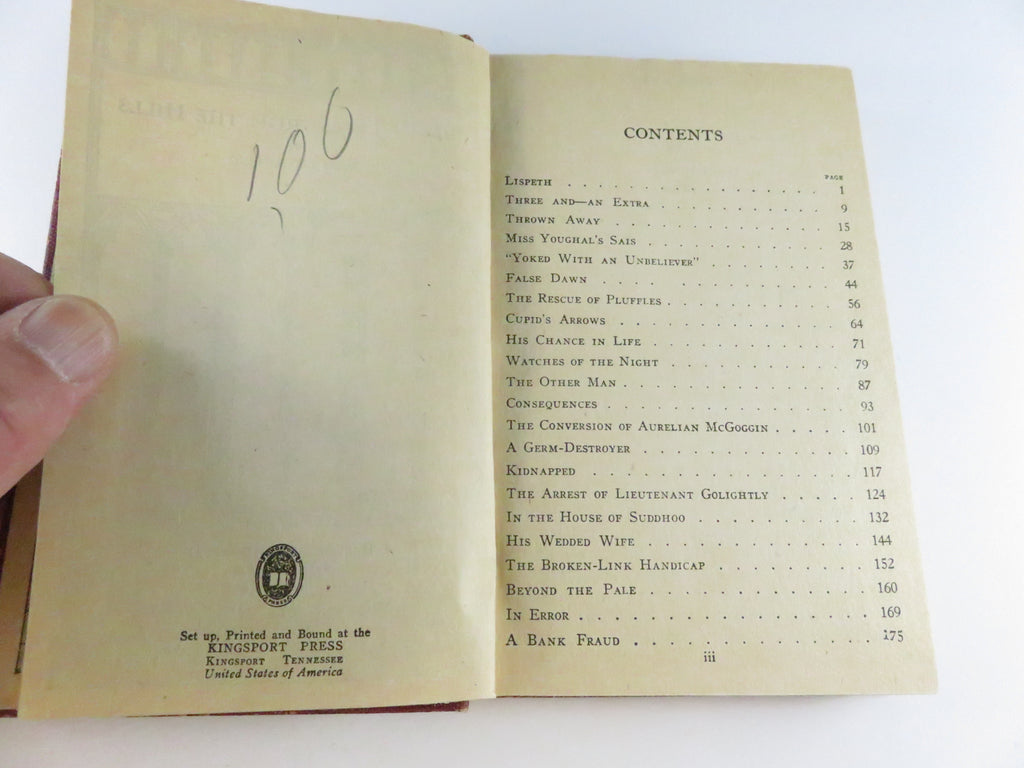 100
KINGSPORT
PRESS
Set up, Printed and Bound at the
KINGSPORT PRESS
KINGSPORT TENNESSEE
United States of America
CONTENTS
PAGE
LISPETH . . . . . . . . . . . . . 1
THREE AND—AN EXTRA . . . . . . . . . 9
THROWN AWAY . . . . . . . . . . . 15
MISS YOUGHAL'S SAIS . . . . . . . . . 28
"YOKED WITH AN UNBELIEVER" . . . . . . . 37
FALSE DAWN . . . . . . . . . . . 44
THE RESCUE OF PLUFFLES . . . . . . . . . 56
CUPID'S ARROWS . . . . . . . . . . . 64
HIS CHANCE IN LIFE . . . . . . . . . . 71
WATCHES OF THE NIGHT . . . . . . . . . 79
THE OTHER MAN . . . . . . . . . . . 87
CONSEQUENCES . . . . . . . . . . . . 93
THE CONVERSION OF AURELIAN MCGOGGIN . . . . . 101
A GERM-DESTROYER . . . . . . . . . . 109
KIDNAPPED . . . . . . . . . . . . 117
THE ARREST OF LIEUTENANT GOLIGHTLY . . . . . 124
IN THE HOUSE OF SUDDHOO . . . . . . . . 132
HIS WEDDED WIFE . . . . . . . . . . . 144
THE BROKEN-LINK HANDICAP . . . . . . . . 152
BEYOND THE PALE . . . . . . . . . . . 160
IN ERROR . . . . . . . . . . . . . 169
A BANK FRAUD . . . . . . . . . . . . 175
iii